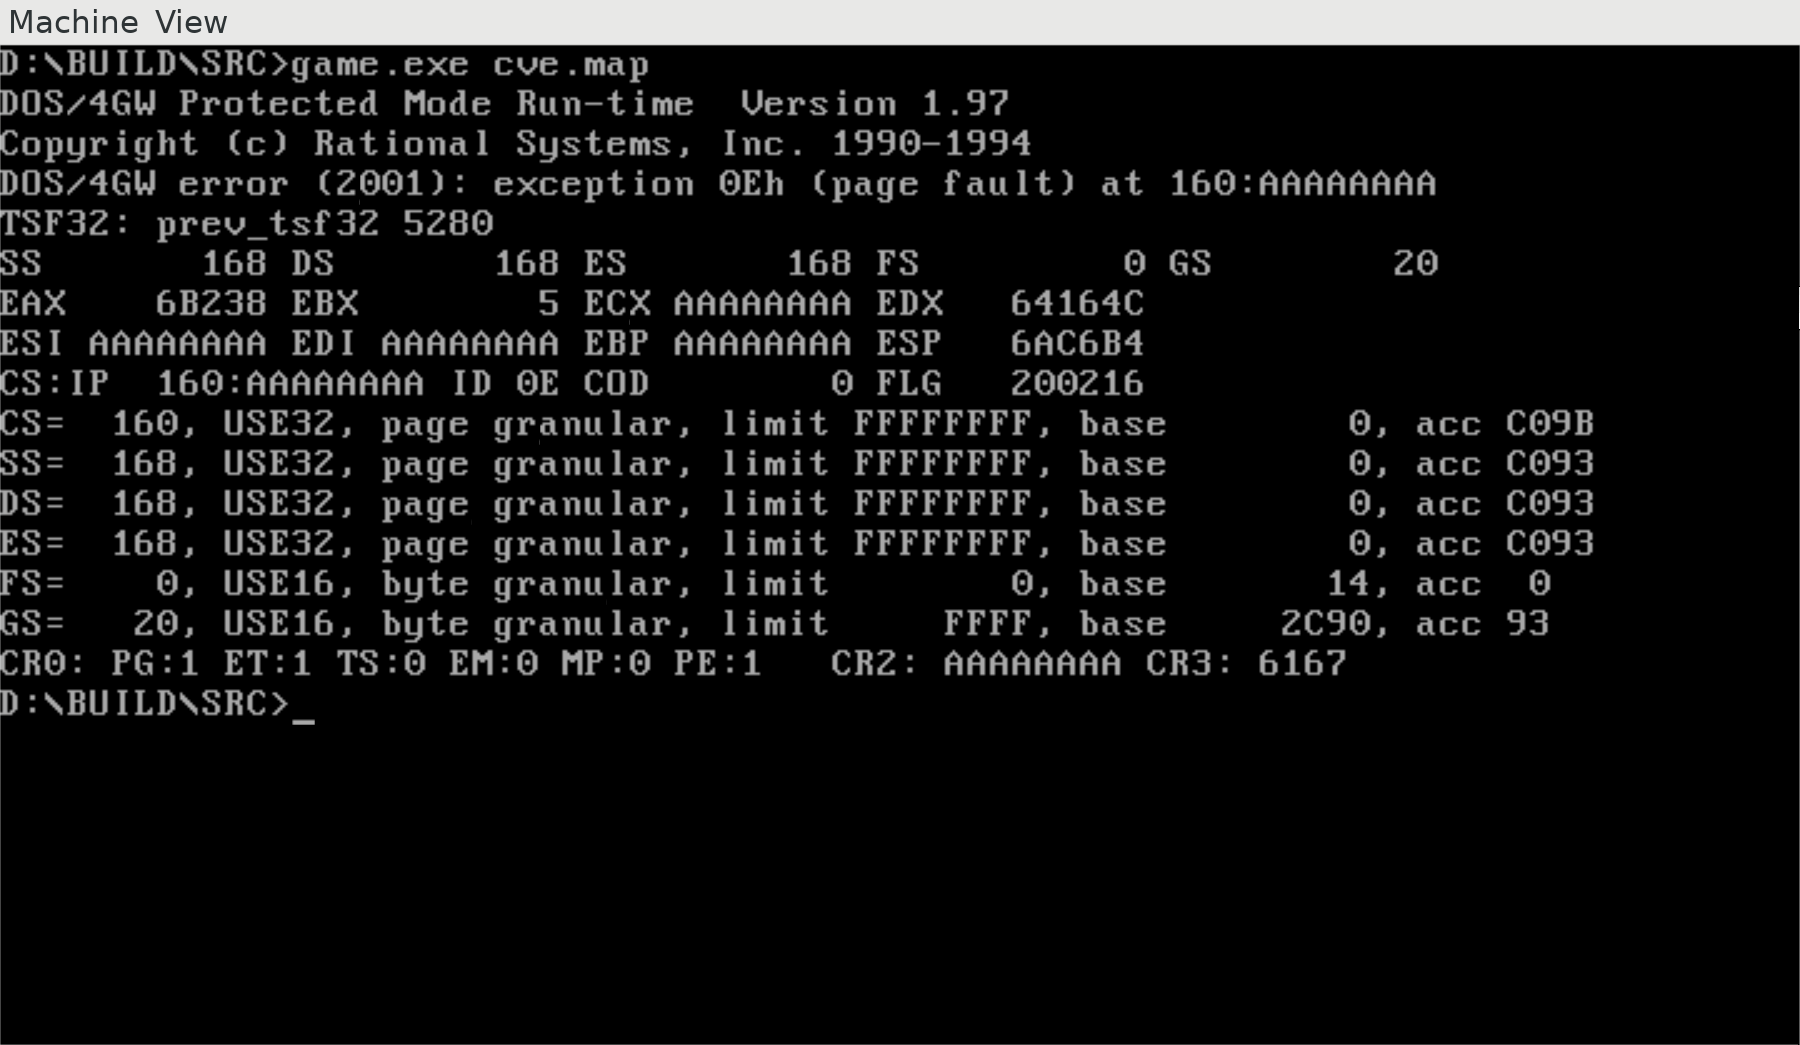 Machine View
D:\BUILD\SRC>game.exe cve.map
DOS/4GW Protected Mode Run-time  Version 1.97
Copyright (c) Rational Systems, Inc. 1990-1994
DOS/4GW error (2001): exception 0Eh (page fault) at 160:AAAAAAAA
TSF32: prev_tsf32 5280
SS       168 DS       168 ES       168 FS         0 GS        20
EAX    6B238 EBX        5 ECX AAAAAAAA EDX   64164C
ESI AAAAAAAA EDI AAAAAAAA EBP AAAAAAAA ESP   6AC6B4
CS:IP  160:AAAAAAAA ID 0E COD        0 FLG   200216
CS=  160, USE32, page granular, limit FFFFFFFF, base        0, acc C09B
SS=  168, USE32, page granular, limit FFFFFFFF, base        0, acc C093
DS=  168, USE32, page granular, limit FFFFFFFF, base        0, acc C093
ES=  168, USE32, page granular, limit FFFFFFFF, base        0, acc C093
FS=    0, USE16, byte granular, limit        0, base       14, acc  0
GS=   20, USE16, byte granular, limit     FFFF, base     2C90, acc 93
CR0: PG:1 ET:1 TS:0 EM:0 MP:0 PE:1   CR2: AAAAAAAA CR3: 6167
D:\BUILD\SRC>_